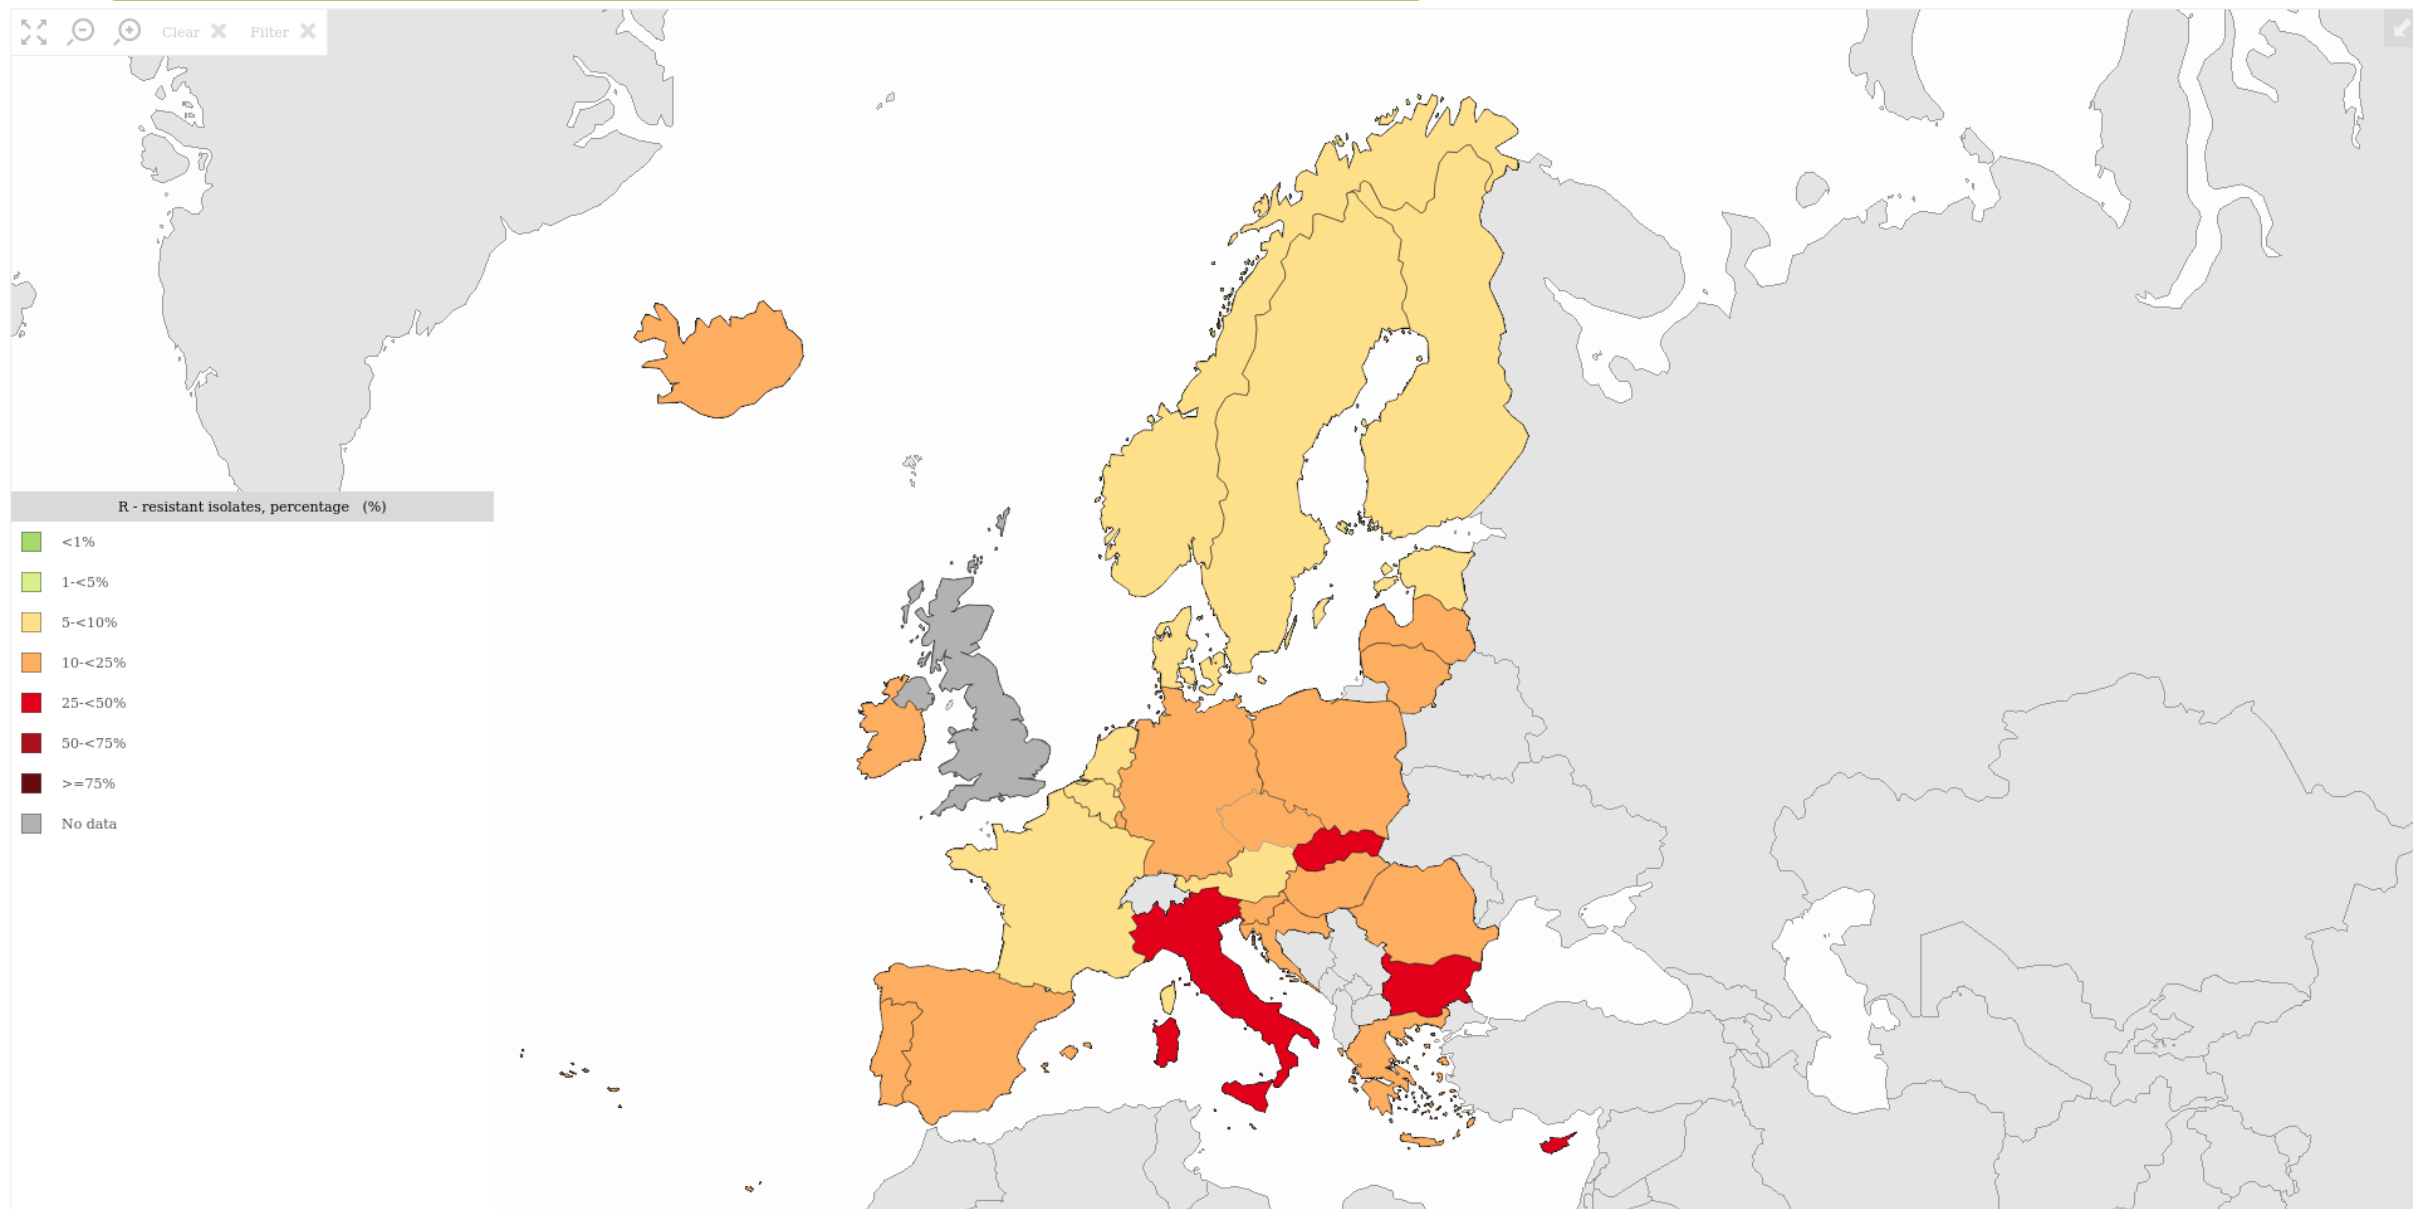 Clear Filter
R - resistant isolates, percentage (%)
<1%
1-<5%
5-<10%
10-<25%
25-<50%
50-<75%
>=75%
No data